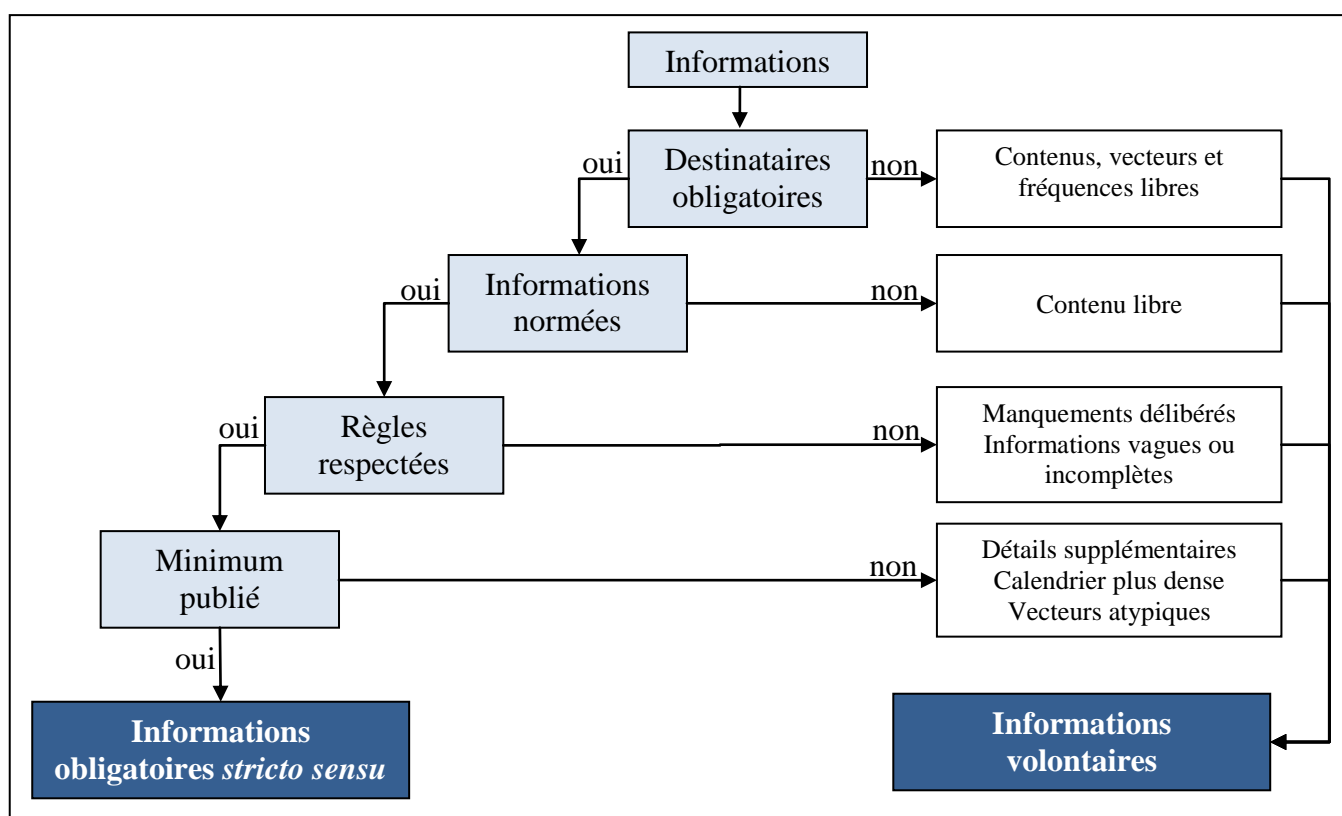 Informations
oui
Destinataires
obligatoires
non
Contenus, vecteurs et
fréquences libres
oui
Informations
normées
non
Contenu libre
oui
Règles
respectées
non
Manquements délibérés
Informations vagues ou
incomplètes
Minimum
publié
non
Détails supplémentaires
Calendrier plus dense
Vecteurs atypiques
oui
Informations
obligatoires stricto sensu
Informations
volontaires